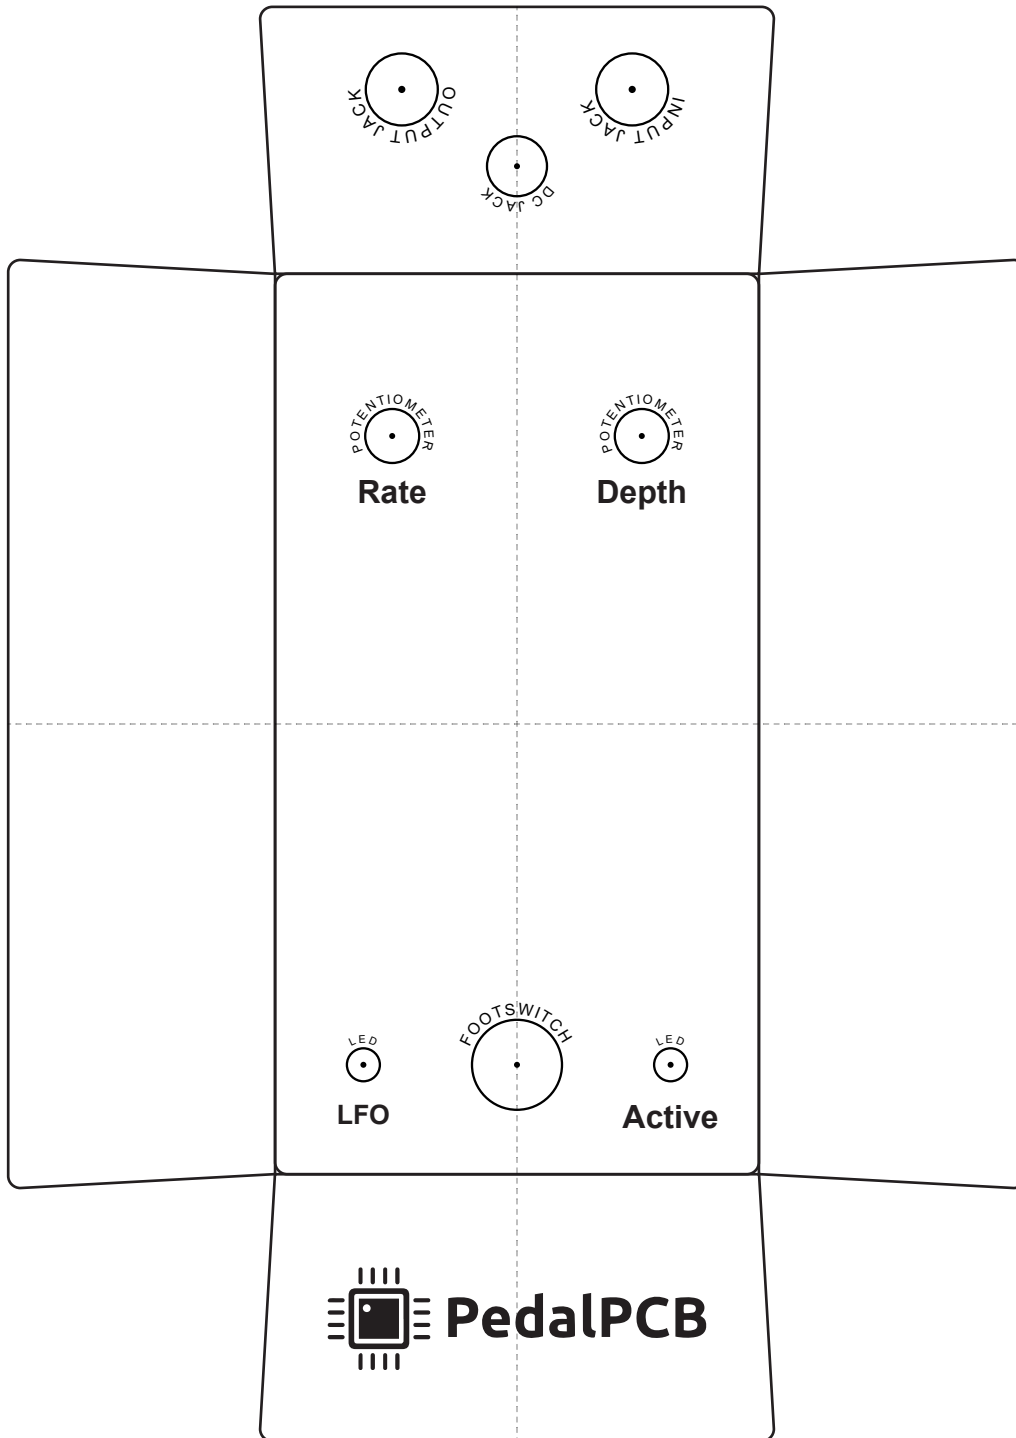 OUTPUT JACK
INPUT JACK
DC JACK
POTENTIOMETER
Rate
POTENTIOMETER
Depth
FOOTSWITCH
LED
LFO
LED
Active
PedalPCB